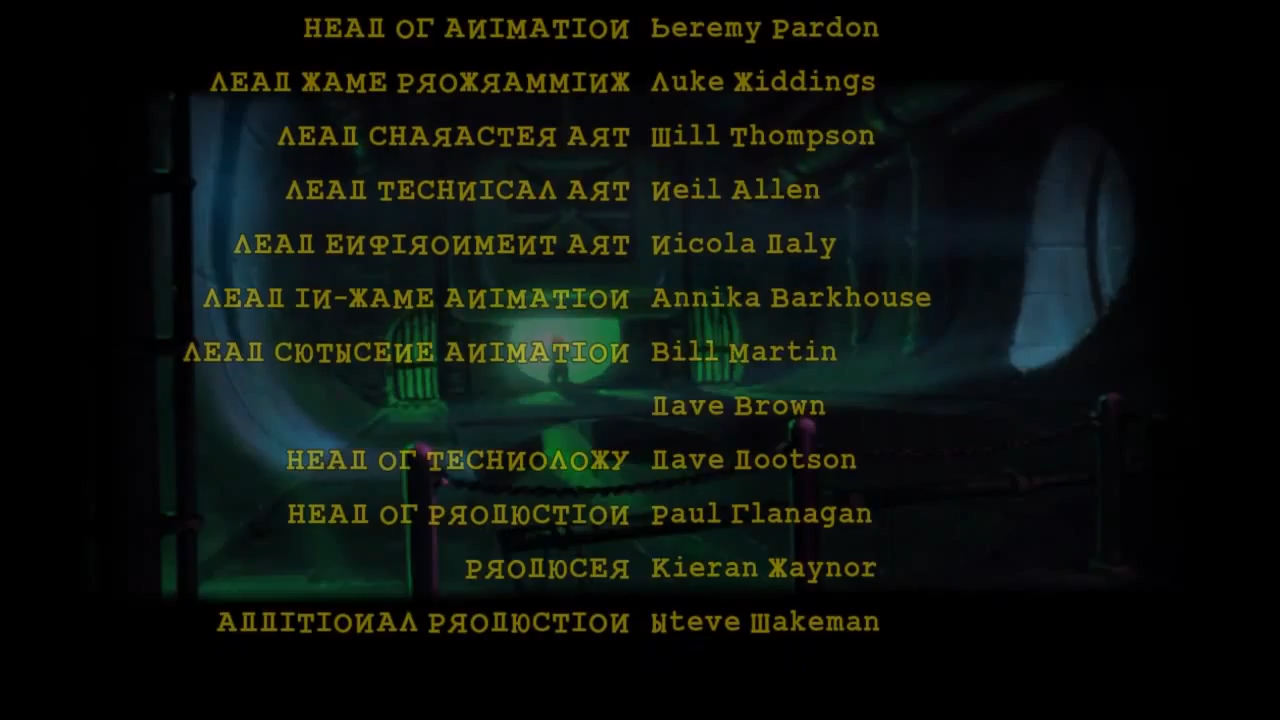 HEAП OГ AИIMATIOИ Ьeremy Pardon
ΛEAП ЖAME PЯOЖЯAMMIИЖ Λuke Жiddings
ΛEAП CHAЯACTEЯ AЯT Шill Thompson
ΛEAП TECHИICAΛ AЯT Иeil Allen
ΛEAП EИФIЯOИMEИT AЯT Иicola Пaly
ΛEAП IИ-ЖAME AИIMATIOИ Annika Barkhouse
ΛEAП CЮTЫCEИE AИIMATIOИ Bill Martin
Пave Brown
HEAП OГ TECHИOΛOЖY Пave Пootson
HEAП OГ PЯOПЮCTIOИ Paul Гlanagan
PЯOПЮCEЯ Kieran Жaynor
AППITIOИAΛ PЯOПЮCTIOИ Ыteve Шakeman